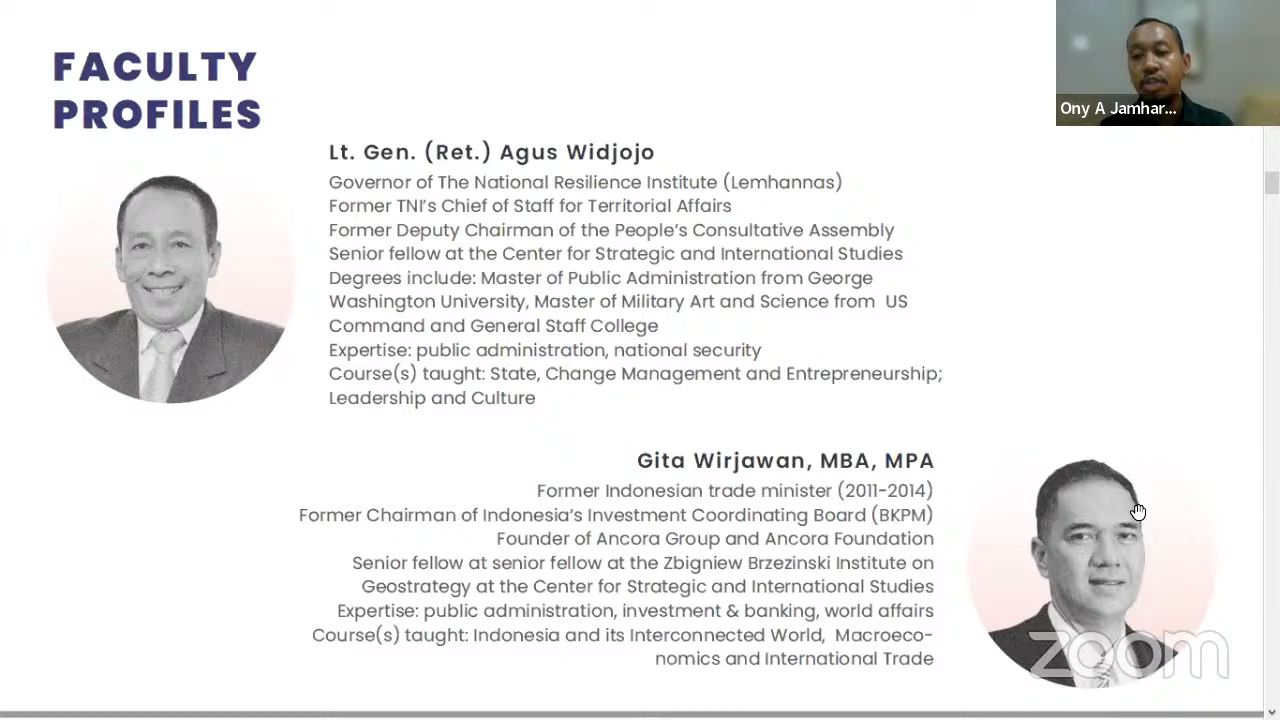 FACULTY
PROFILES
Ony A Jamhar...
Lt. Gen. (Ret.) Agus Widjojo
Governor of The National Resilience Institute (Lemhannas)
Former TNI's Chief of Staff for Territorial Affairs
Former Deputy Chairman of the People's Consultative Assembly
Senior fellow at the Center for Strategic and International Studies
Degrees include: Master of Public Administration from George
Washington University, Master of Military Art and Science from US
Command and General Staff College
Expertise: public administration, national security
Course(s) taught: State, Change Management and Entrepreneurship;
Leadership and Culture
Gita Wirjawan, MBA, MPA
Former Indonesian trade minister (2011-2014)
Former Chairman of Indonesia's Investment Coordinating Board (BKPM)
Founder of Ancora Group and Ancora Foundation
Senior fellow at senior fellow at the Zbigniew Brzezinski Institute on
Geostrategy at the Center for Strategic and International Studies
Expertise: public administration, investment & banking, world affairs
Course(s) taught: Indonesia and its Interconnected World, Macroeco-
nomics and International Trade
zoom